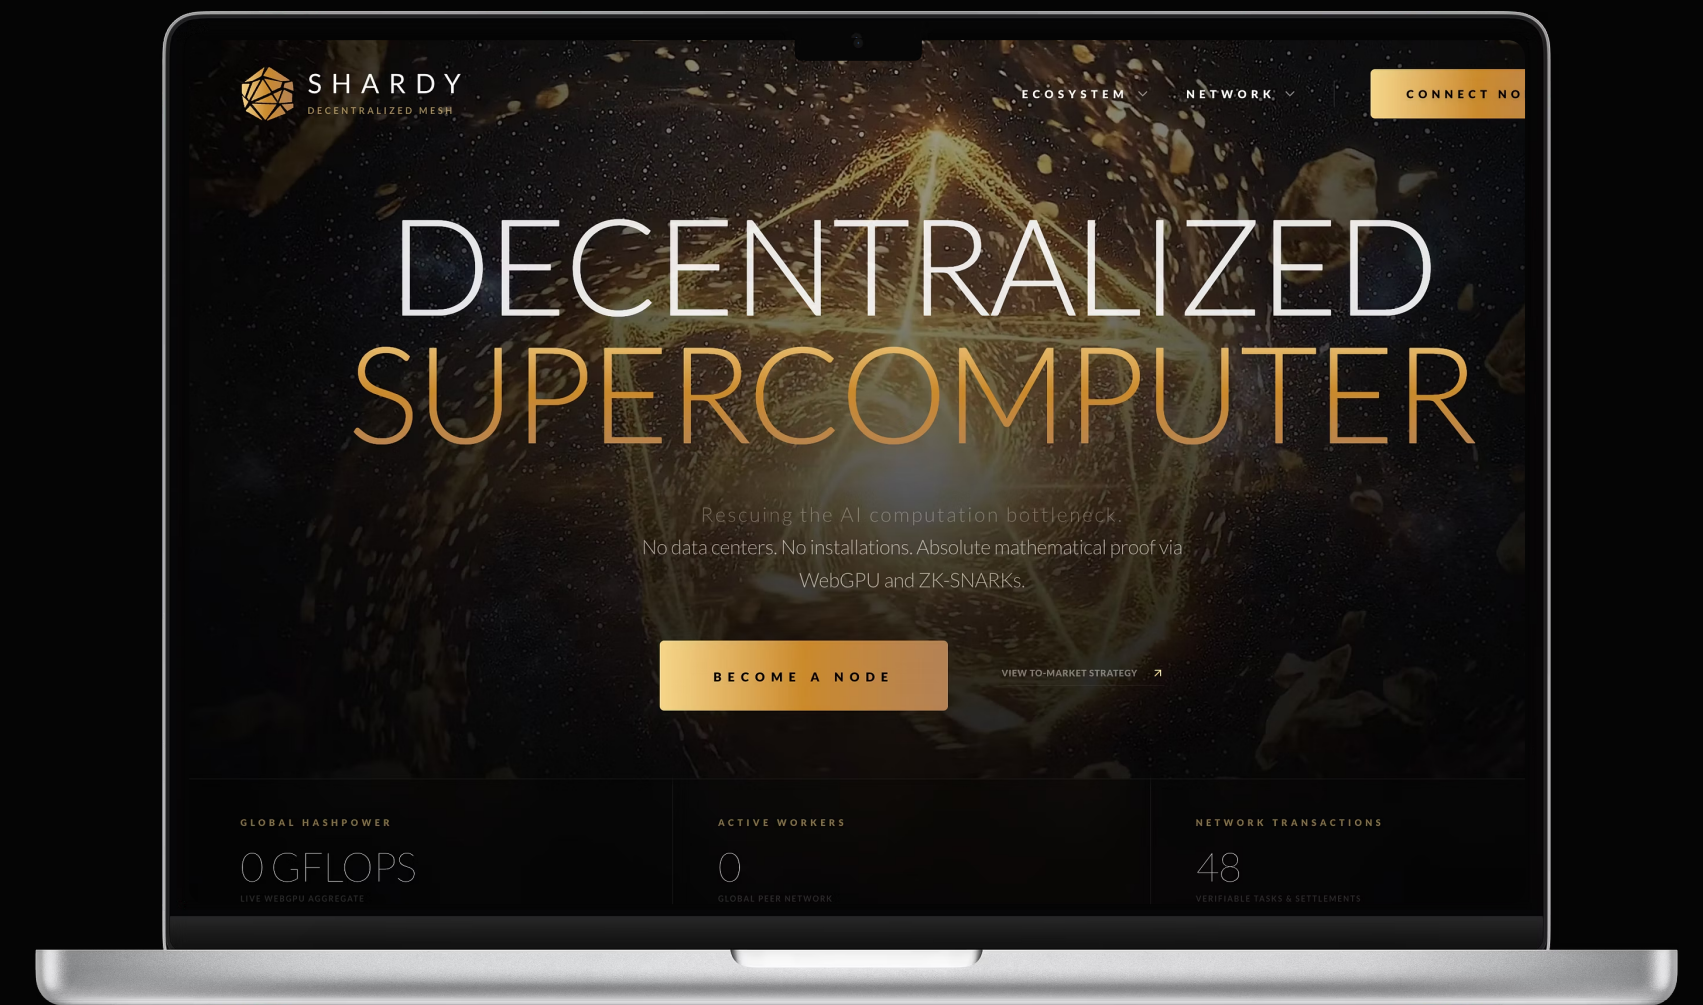 SHARDY
DECENTRALIZED MESH
ECOSYSTEM
NETWORK
CONNECT NO
DECENTRALIZED
SUPERCOMPUTER
Rescuing the AI computation bottleneck.
No data centers. No installations. Absolute mathematical proof via
WebGPU and ZK-SNARKs.
BECOME A NODE
VIEW TO-MARKET STRATEGY
GLOBAL HASHPOWER
0 GFLOPS
LIVE WEBGPU AGGREGATE
ACTIVE WORKERS
0
GLOBAL PEER NETWORK
NETWORK TRANSACTIONS
48
VERIFIABLE TASKS & SETTLEMENTS